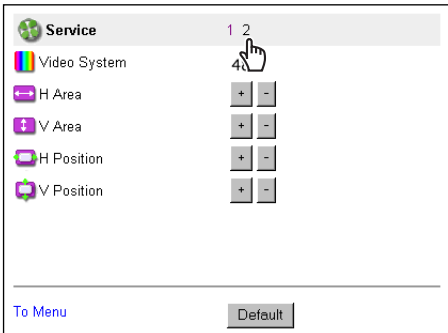 Service 1 2
Video System
H Area + -
V Area + -
H Position + -
V Position + -
To Menu Default